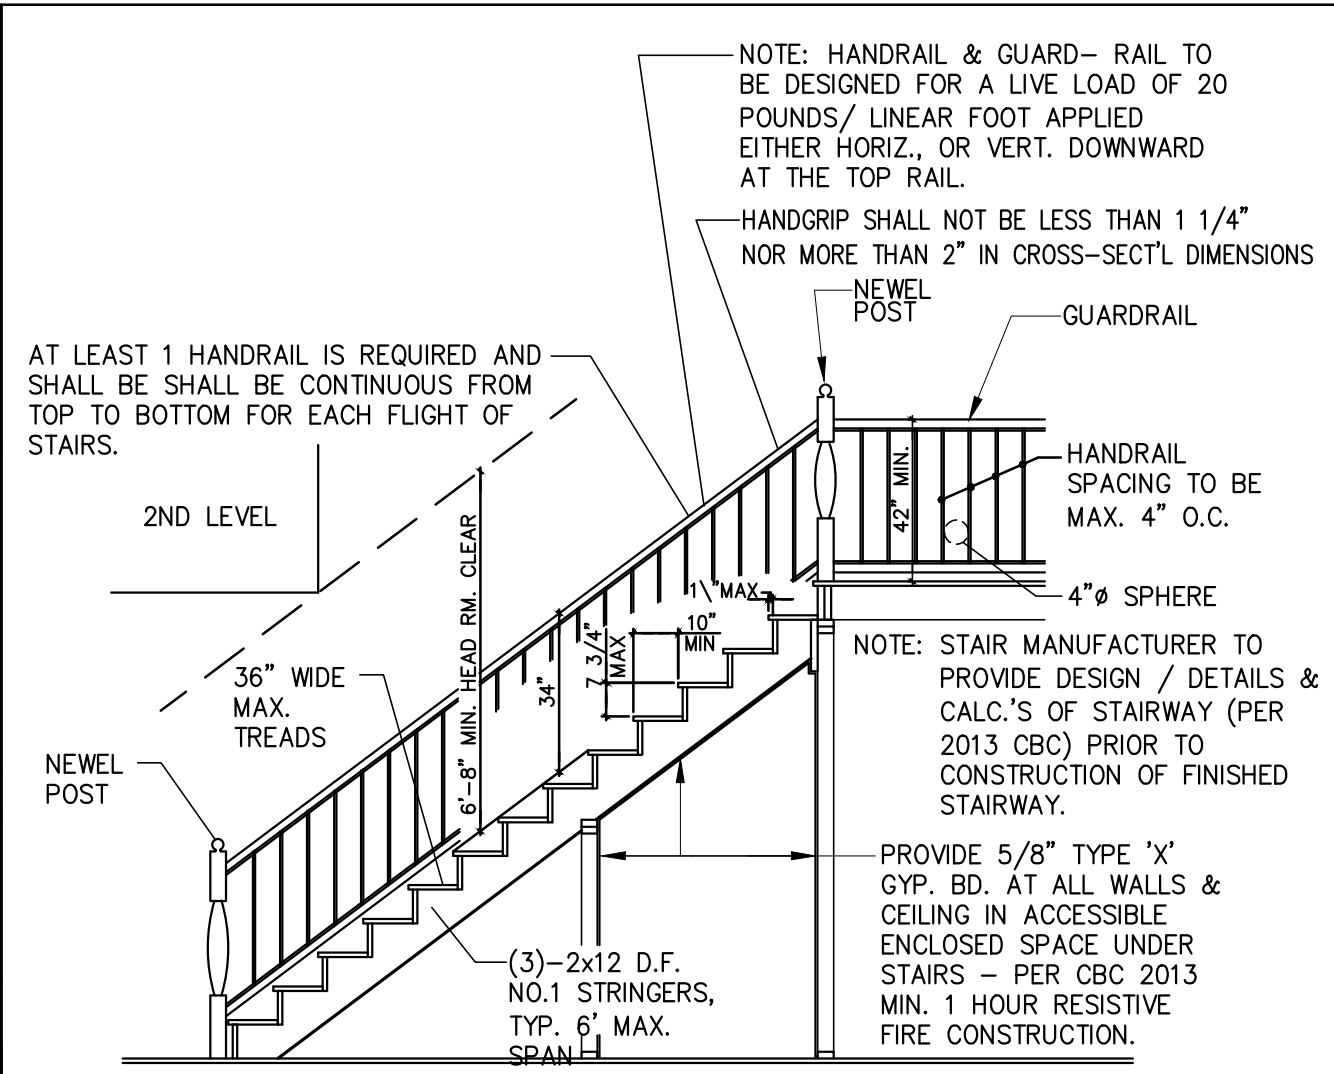 NOTE: HANDRAIL & GUARD- RAIL TO
BE DESIGNED FOR A LIVE LOAD OF 20
POUNDS/ LINEAR FOOT APPLIED
EITHER HORIZ., OR VERT. DOWNWARD
AT THE TOP RAIL.
HANDGRIP SHALL NOT BE LESS THAN 1 1/4"
NOR MORE THAN 2" IN CROSS-SECT'L DIMENSIONS
NEWEL
POST
GUARDRAIL
AT LEAST 1 HANDRAIL IS REQUIRED AND
SHALL BE SHALL BE CONTINUOUS FROM
TOP TO BOTTOM FOR EACH FLIGHT OF
STAIRS.
2ND LEVEL
42" MIN.
HANDRAIL
SPACING TO BE
MAX. 4" O.C.
4"ø SPHERE
6'-8" MIN. HEAD RM. CLEAR
34"
7 3/4"
MAX
1\"MAX
10"
MIN
36" WIDE
MAX.
TREADS
NEWEL
POST
NOTE: STAIR MANUFACTURER TO
PROVIDE DESIGN / DETAILS &
CALC.'S OF STAIRWAY (PER
2013 CBC) PRIOR TO
CONSTRUCTION OF FINISHED
STAIRWAY.
PROVIDE 5/8" TYPE 'X'
GYP. BD. AT ALL WALLS &
CEILING IN ACCESSIBLE
ENCLOSED SPACE UNDER
STAIRS - PER CBC 2013
MIN. 1 HOUR RESISTIVE
FIRE CONSTRUCTION.
(3)-2x12 D.F.
NO.1 STRINGERS,
TYP. 6' MAX.
SPAN